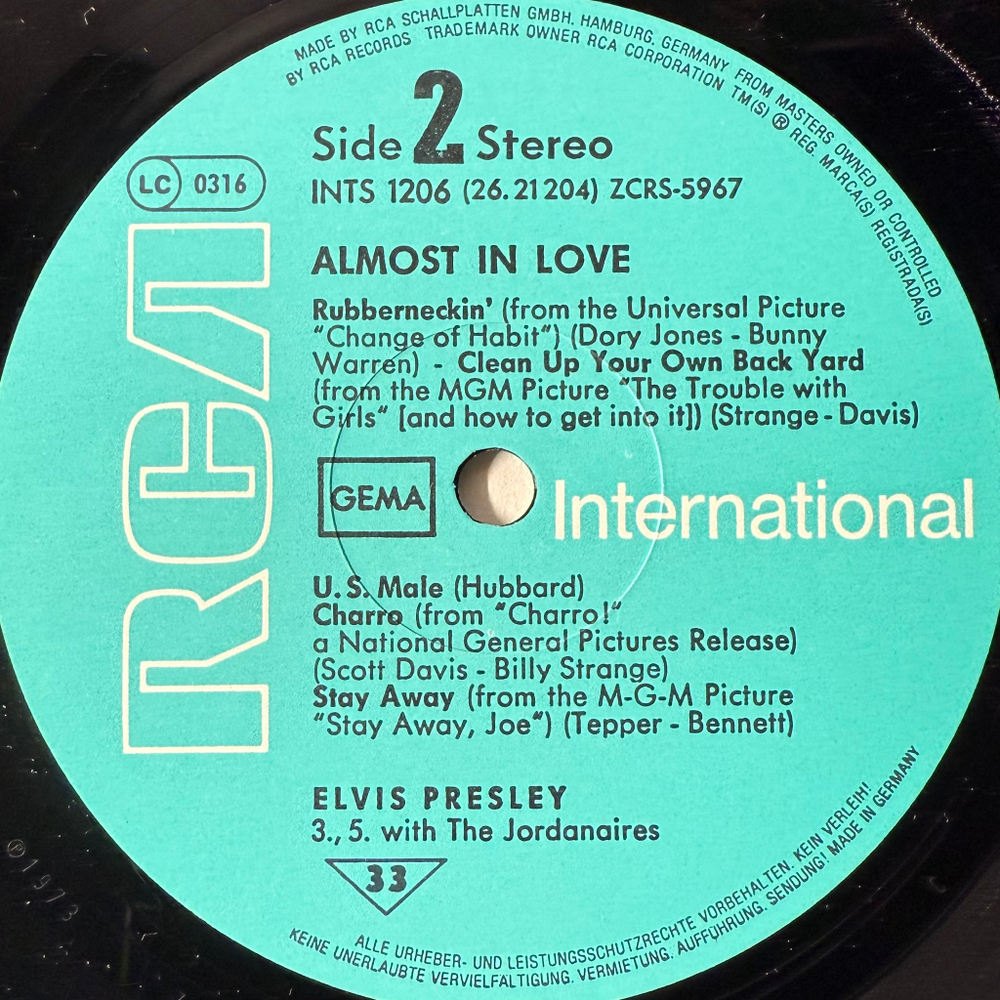 MADE BY RCA SCHALLPLATTEN GMBH. HAMBURG, GERMANY FROM MASTERS OWNED OR CONTROLLED
BY RCA RECORDS TRADEMARK OWNER RCA CORPORATION TM(S) ® REG. MARCA(S) REGISTRADA(S)
Side 2 Stereo
LC 0316
INTS 1206 (26.21204) ZCRS-5967
RCA
ALMOST IN LOVE
Rubberneckin' (from the Universal Picture
“Change of Habit“) (Dory Jones - Bunny
Warren) - Clean Up Your Own Back Yard
(from the MGM Picture “The Trouble with
Girls“ [and how to get into it]) (Strange - Davis)
GEMA
International
U.S. Male (Hubbard)
Charro (from “Charro!“
a National General Pictures Release)
(Scott Davis - Billy Strange)
Stay Away (from the M-G-M Picture
“Stay Away, Joe“) (Tepper - Bennett)
ELVIS PRESLEY
3., 5. with The Jordanaires
33
℗ 1973
ALLE URHEBER- UND LEISTUNGSSCHUTZRECHTE VORBEHALTEN. KEIN VERLEIH!
KEINE UNERLAUBTE VERVIELFÄLTIGUNG. VERMIETUNG. AUFFÜHRUNG. SENDUNG! MADE IN GERMANY